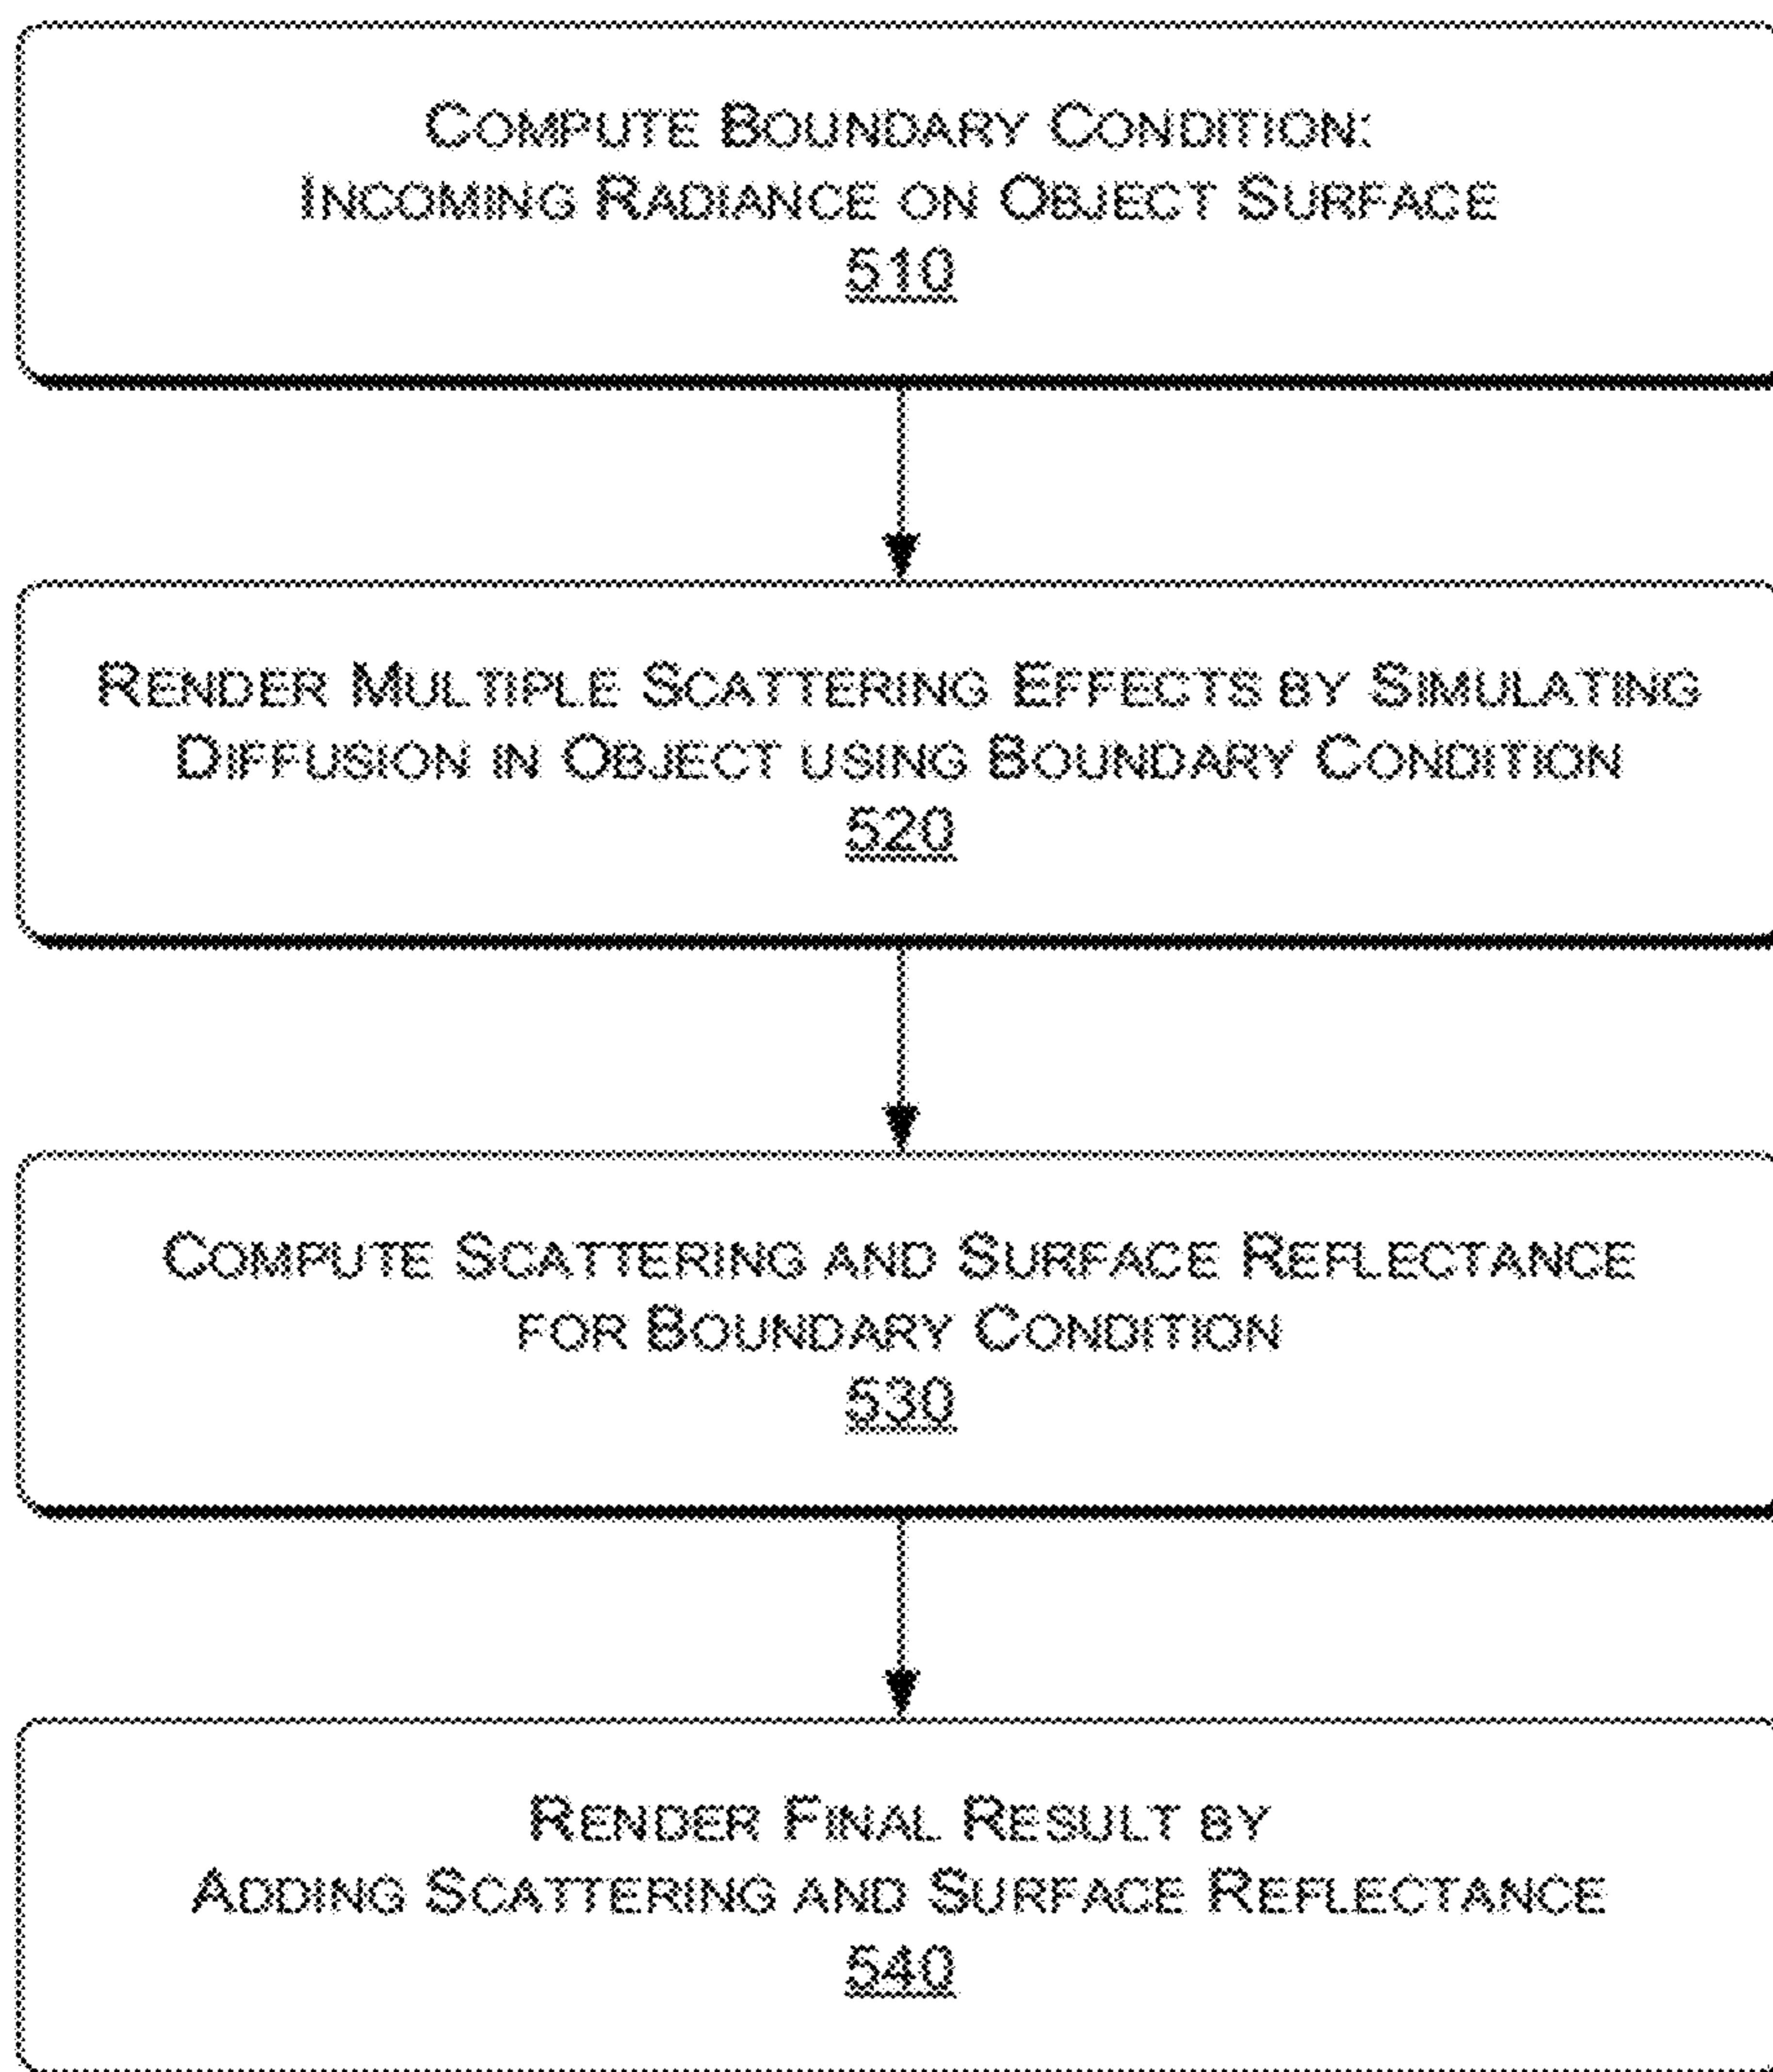 COMPUTE BOUNDARY CONDITION:
INCOMING RADIANCE ON OBJECT SURFACE
510
RENDER MULTIPLE SCATTERING EFFECTS BY SIMULATING
DIFFUSION IN OBJECT USING BOUNDARY CONDITION
520
COMPUTE SCATTERING AND SURFACE REFLECTANCE
FOR BOUNDARY CONDITION
530
RENDER FINAL RESULT BY
ADDING SCATTERING AND SURFACE REFLECTANCE
540